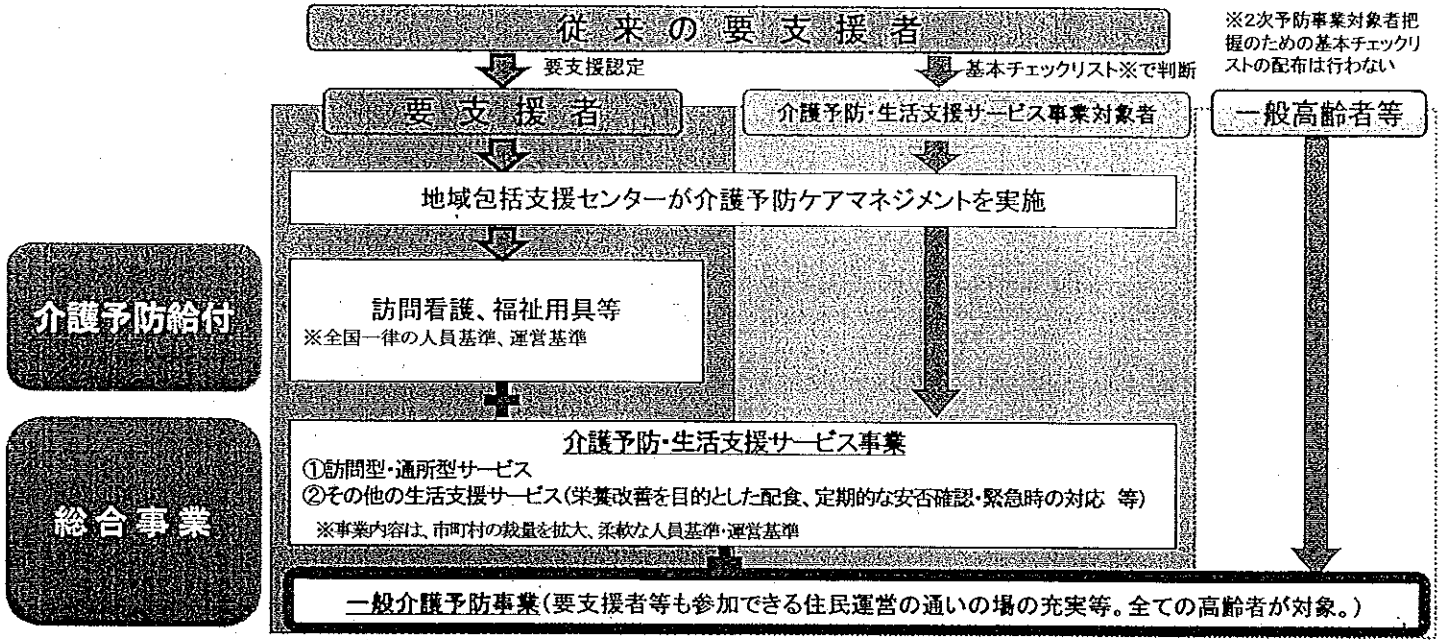 従来の要支援者
※2次予防事業対象者把
握のための基本チェックリ
ストの配布は行わない
要支援認定
基本チェックリスト※で判断
要支援者
介護予防・生活支援サービス事業対象者
一般高齢者等
地域包括支援センターが介護予防ケアマネジメントを実施
介護予防給付
訪問看護、福祉用具等
※全国一律の人員基準、運営基準
総合事業
介護予防・生活支援サービス事業
①訪問型・通所型サービス
②その他の生活支援サービス(栄養改善を目的とした配食、定期的な安否確認・緊急時の対応 等)
※事業内容は、市町村の裁量を拡大、柔軟な人員基準・運営基準
一般介護予防事業(要支援者等も参加できる住民運営の通いの場の充実等。全ての高齢者が対象。)